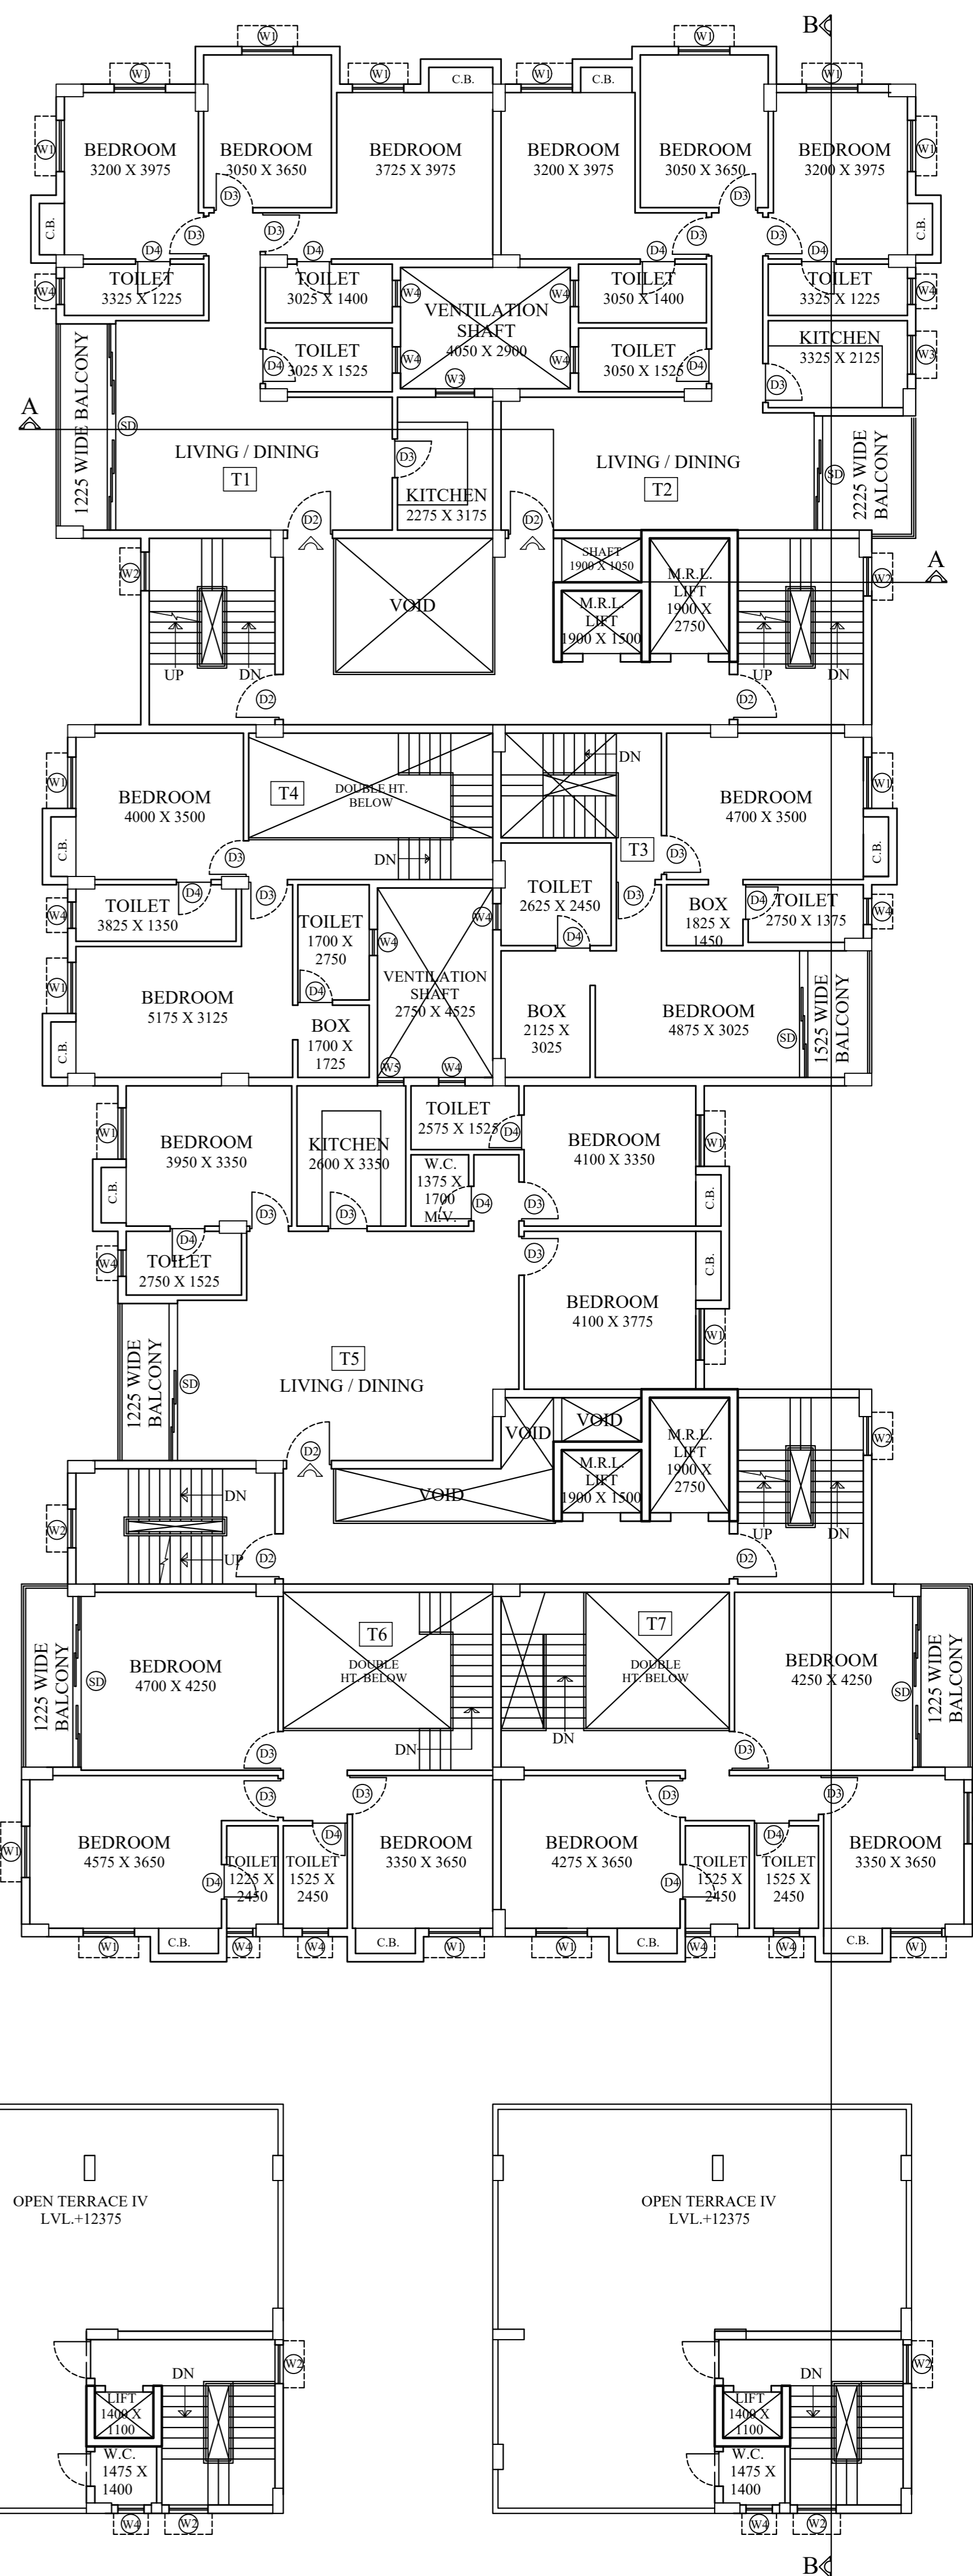 B
W1
W1
W1
W1
W1
W1
C.B.
C.B.
W1
W1
BEDROOM
3200 X 3975
BEDROOM
3050 X 3650
BEDROOM
3725 X 3975
BEDROOM
3200 X 3975
BEDROOM
3050 X 3650
BEDROOM
3200 X 3975
D3
D3
C.B.
D3
D3
D3
D3
C.B.
D4
D4
D4
D4
W4
TOILET
3325 X 1225
TOILET
3025 X 1400
W4
VENTILATION
SHAFT
4050 X 2900
W4
TOILET
3050 X 1400
TOILET
3325 X 1225
W4
TOILET
3025 X 1525
D4
W4
W4
TOILET
3050 X 1525
D4
KITCHEN
3325 X 2125
W3
W3
D3
1225 WIDE BALCONY
A
SD
LIVING / DINING
T1
D3
KITCHEN
2275 X 3175
LIVING / DINING
T2
SD
2225 WIDE
BALCONY
D2
D2
W2
VOID
SHAFT
1900 X 1050
M.R.L.
LIFT
1900 X
2750
M.R.L.
LIFT
1900 X 1500
W2
A
UP
DN
UP
DN
D2
D2
W1
BEDROOM
4000 X 3500
T4
DOUBLE HT.
BELOW
DN
BEDROOM
4700 X 3500
W1
C.B.
D3
DN
T3
D3
C.B.
W4
TOILET
3825 X 1350
D4
D3
TOILET
1700 X
2750
W4
W4
TOILET
2625 X 2450
D4
D3
BOX
1825 X
1450
D4
TOILET
2750 X 1375
W4
W1
BEDROOM
5175 X 3125
D4
VENTILATION
SHAFT
2750 X 4525
C.B.
BOX
1700 X
1725
W5
W4
BOX
2125 X
3025
BEDROOM
4875 X 3025
SD
1525 WIDE
BALCONY
W1
BEDROOM
3950 X 3350
KITCHEN
2600 X 3350
TOILET
2575 X 1525
D4
BEDROOM
4100 X 3350
W1
C.B.
D3
D3
W.C.
1375 X
1700
M.V.
D4
D3
C.B.
W4
D4
TOILET
2750 X 1525
D3
C.B.
BEDROOM
4100 X 3775
W1
1225 WIDE
BALCONY
SD
T5
LIVING / DINING
D2
VOID
VOID
VOID
M.R.L.
LIFT
1900 X
2750
M.R.L.
LIFT
1900 X 1500
W2
W2
DN
UP
UP
DN
D2
D2
1225 WIDE
BALCONY
SD
BEDROOM
4700 X 4250
T6
DOUBLE
HT. BELOW
T7
DOUBLE
HT. BELOW
BEDROOM
4250 X 4250
SD
1225 WIDE
BALCONY
D3
DN
DN
D3
D3
D3
D3
D3
W1
BEDROOM
4575 X 3650
D4
TOILET
1225 X
2450
D4
TOILET
1525 X
2450
BEDROOM
3350 X 3650
BEDROOM
4275 X 3650
D4
TOILET
1525 X
2450
D4
TOILET
1525 X
2450
BEDROOM
3350 X 3650
W1
C.B.
W4
W4
C.B.
W1
W1
C.B.
W4
W4
C.B.
W1
OPEN TERRACE IV
LVL.+12375
OPEN TERRACE IV
LVL.+12375
W2
W2
DN
LIFT
1400 X
1100
DN
LIFT
1400 X
1100
W.C.
1475 X
1400
W.C.
1475 X
1400
W4
W2
W4
W2
B